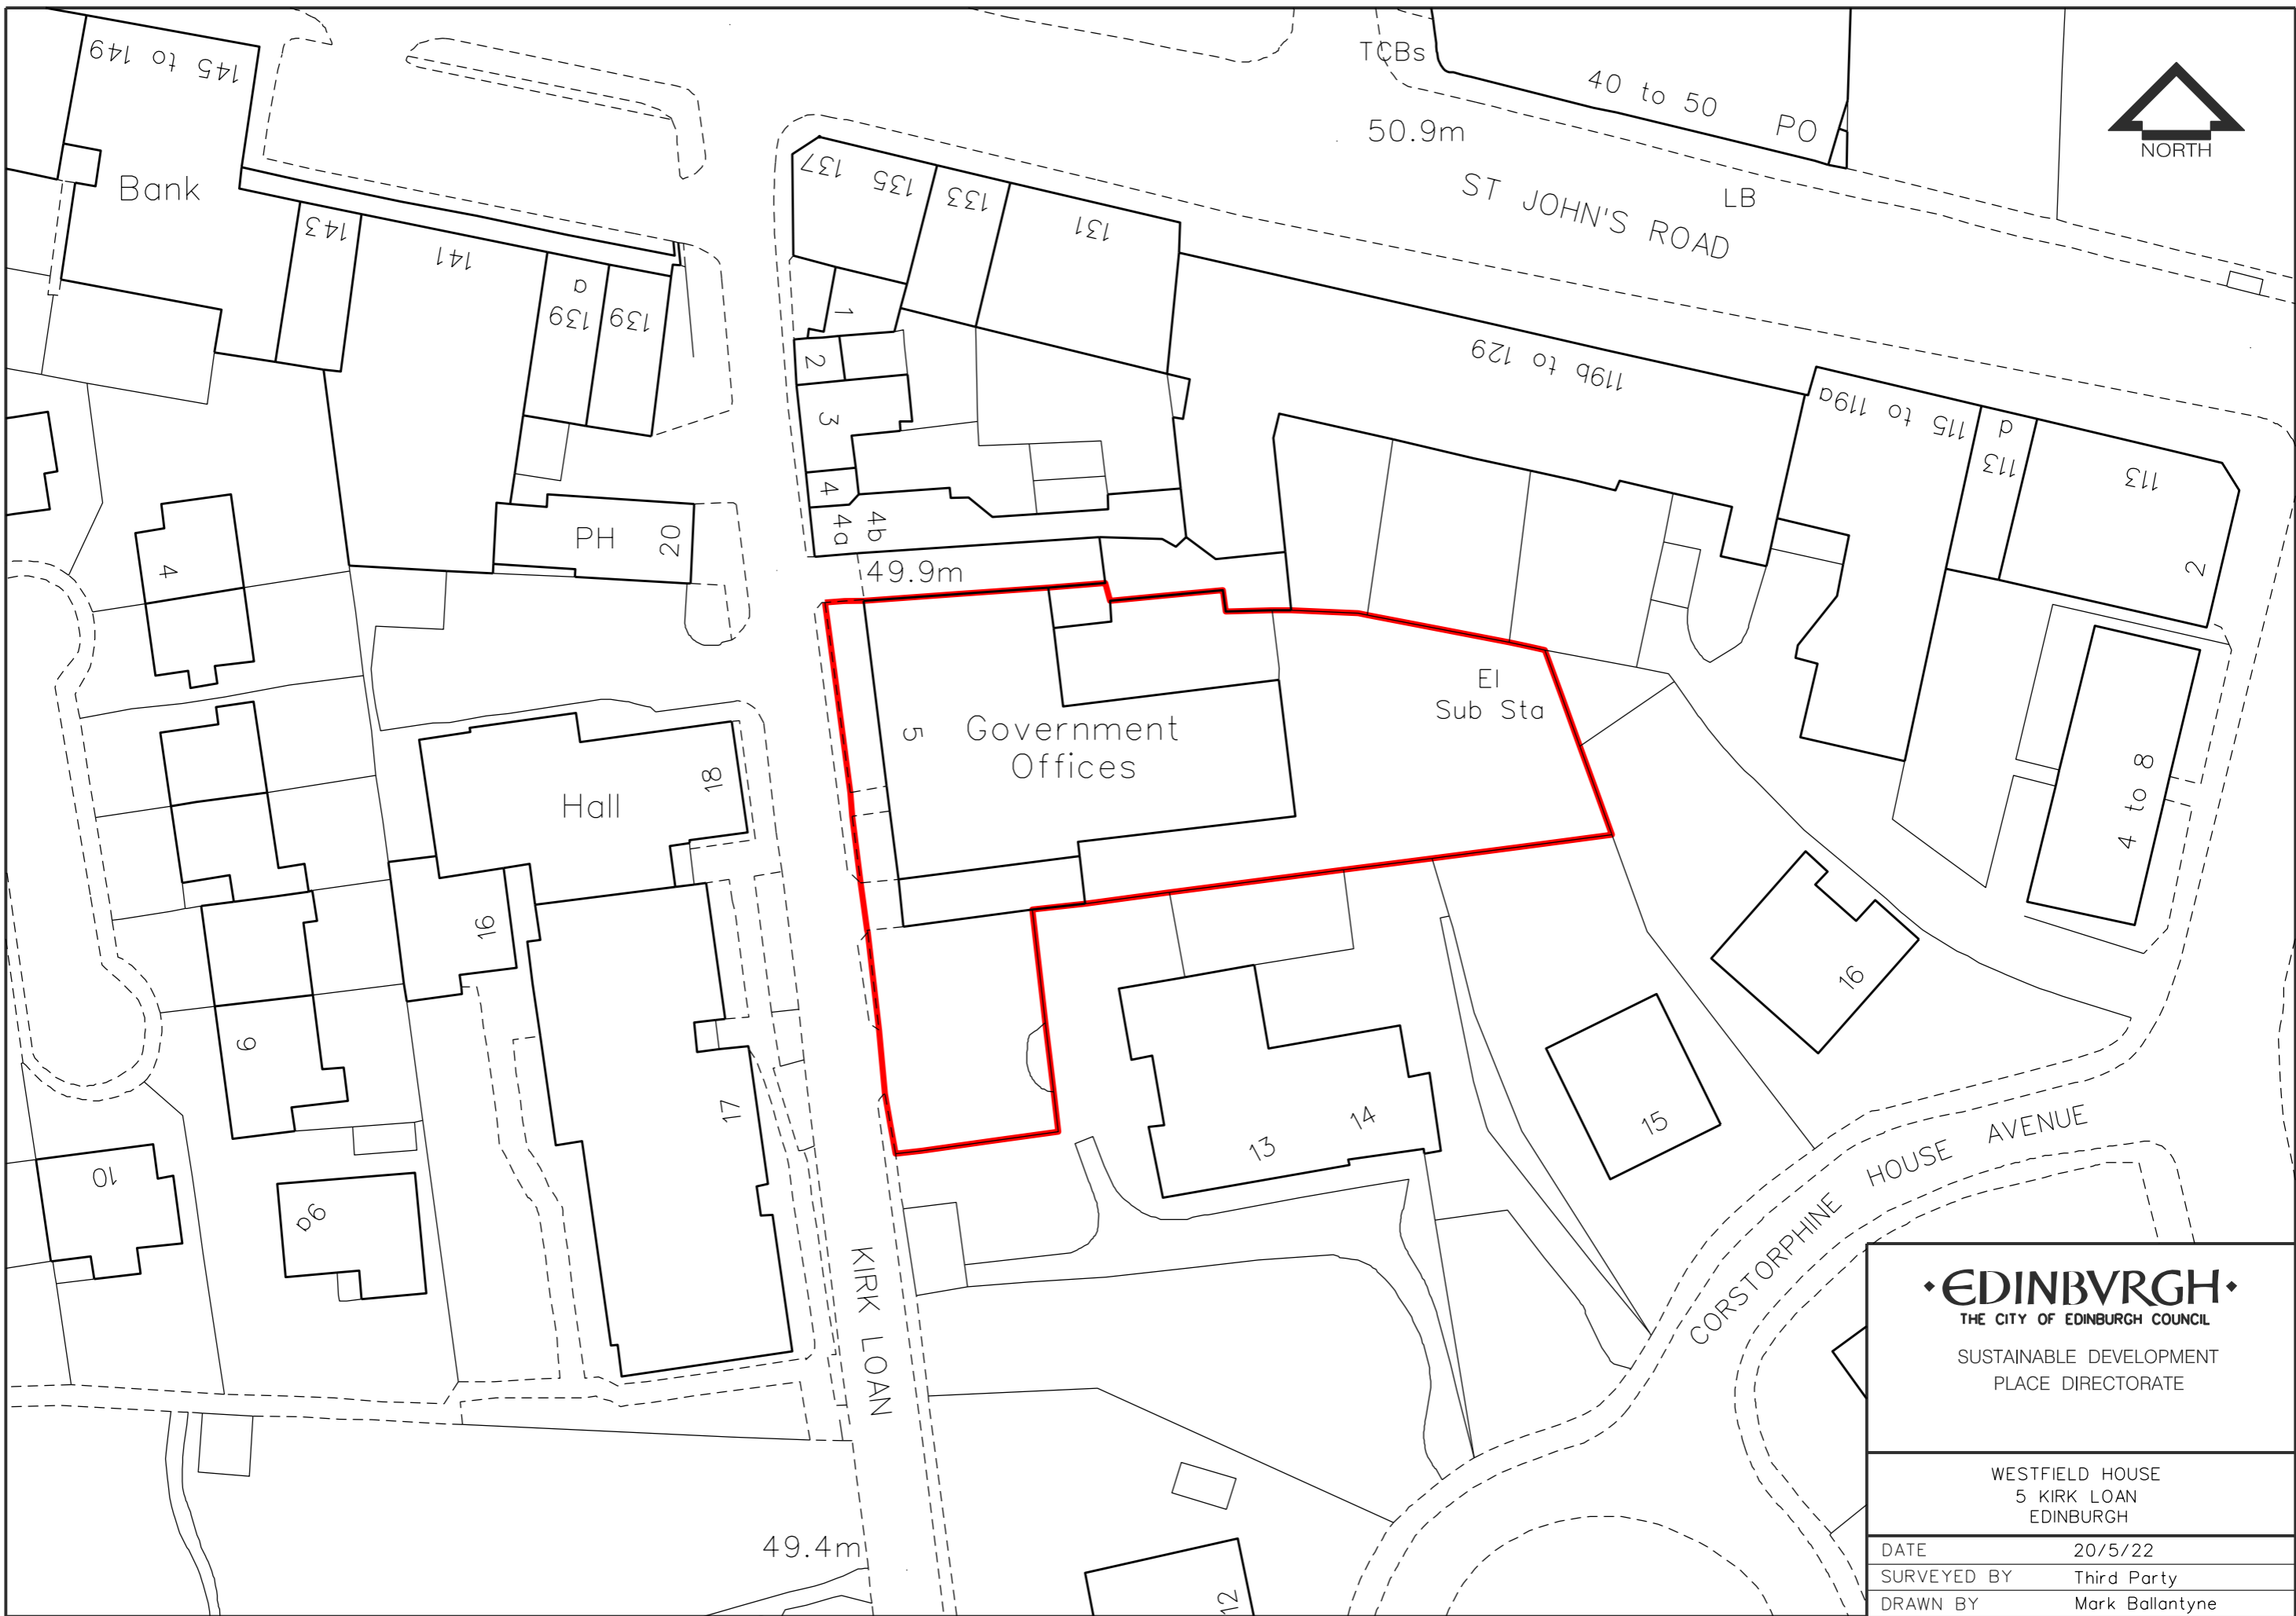 145 to 149
TCBs
40 to 50
PO
50.9m
NORTH
Bank
143
141
139
a
139
137
135
133
131
ST JOHN'S ROAD
LB
1
2
3
4
4a
4b
119b to 129
115 to 119a
113
a
113
2
4
PH
20
49.9m
El
Sub Sta
5
Government
Offices
Hall
18
4 to 8
16
16
9
17
13
14
15
10
9a
KIRK LOAN
CORSTORPHINE HOUSE AVENUE
49.4m
12
·EDINBVRGH·
THE CITY OF EDINBURGH COUNCIL
SUSTAINABLE DEVELOPMENT
PLACE DIRECTORATE
WESTFIELD HOUSE
5 KIRK LOAN
EDINBURGH
DATE 20/5/22
SURVEYED BY Third Party
DRAWN BY Mark Ballantyne